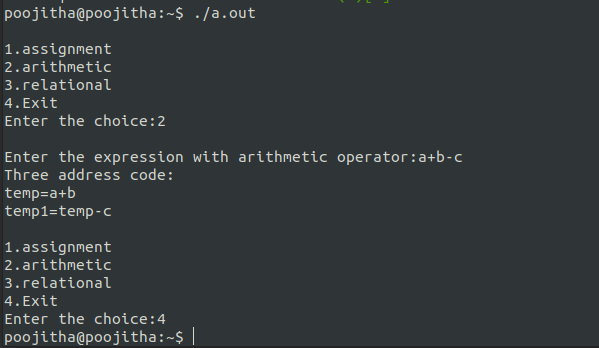 poojitha@poojitha:~$ ./a.out
1.assignment
2.arithmetic
3.relational
4.Exit
Enter the choice:2
Enter the expression with arithmetic operator:a+b-c
Three address code:
temp=a+b
temp1=temp-c
1.assignment
2.arithmetic
3.relational
4.Exit
Enter the choice:4
poojitha@poojitha:~$